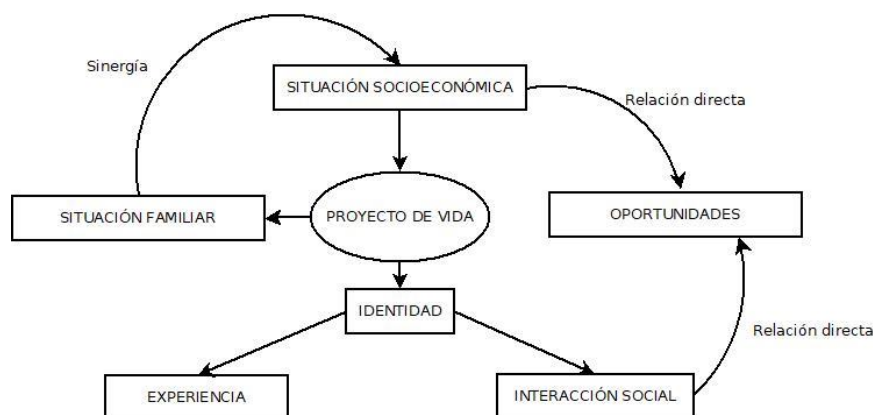 Sinergía
SITUACIÓN SOCIOECONÓMICA
Relación directa
SITUACIÓN FAMILIAR
PROYECTO DE VIDA
OPORTUNIDADES
IDENTIDAD
Relación directa
EXPERIENCIA
INTERACCIÓN SOCIAL